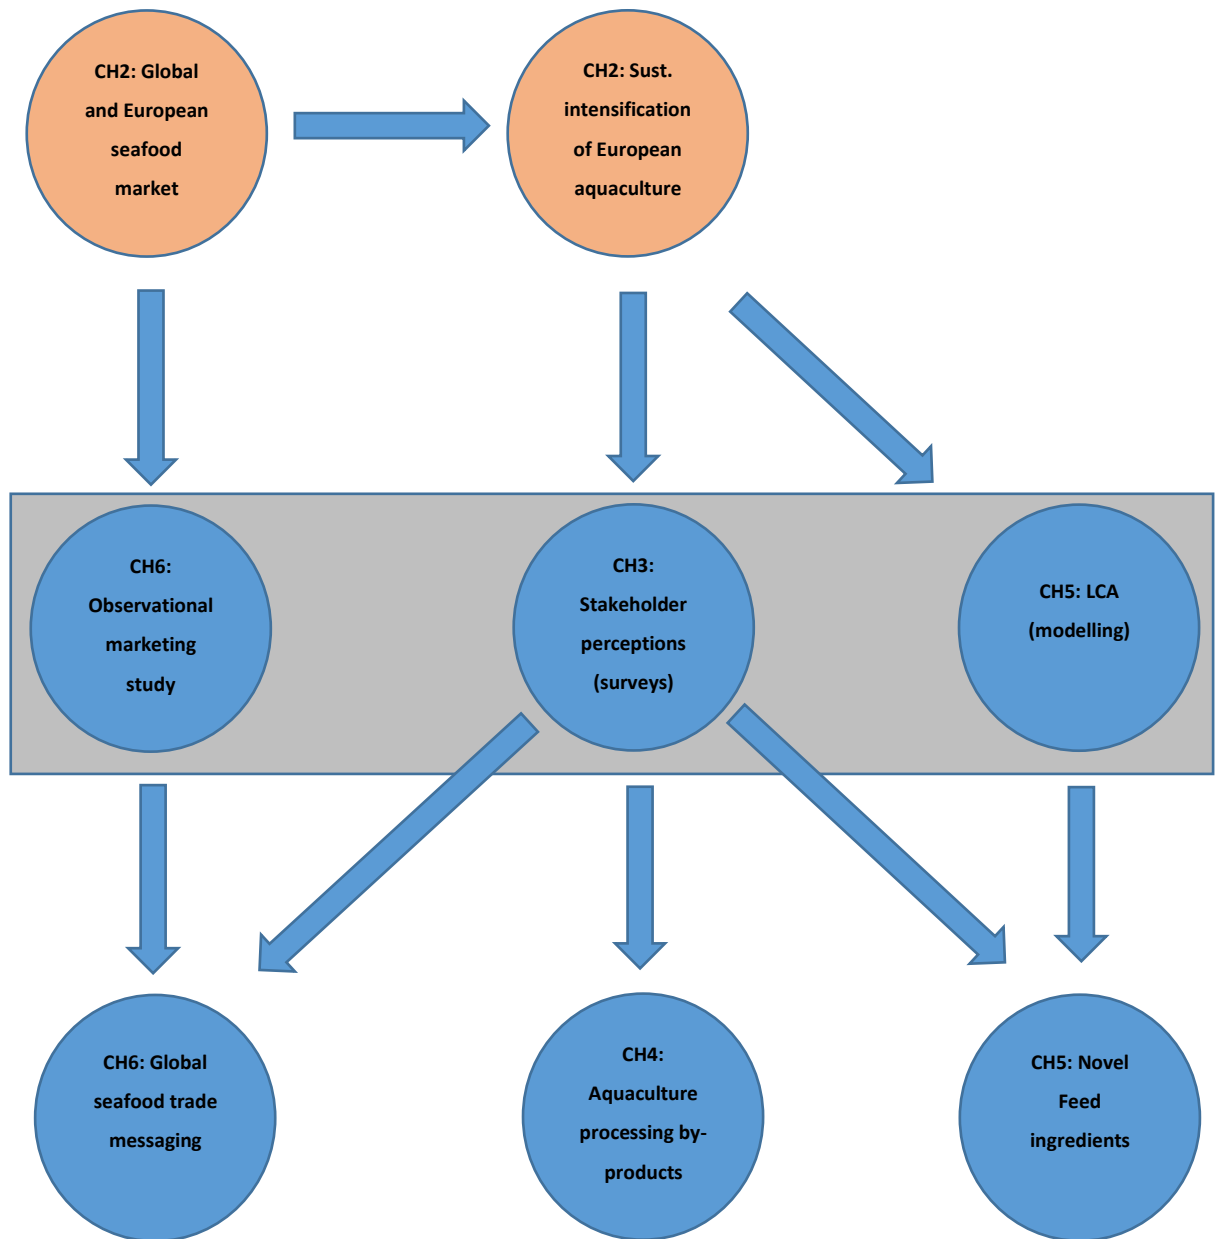 CH2: Global
and European
seafood
market
CH2: Sust.
intensification
of European
aquaculture
CH6:
Observational
marketing
study
CH3:
Stakeholder
perceptions
(surveys)
CH5: LCA
(modelling)
CH6: Global
seafood trade
messaging
CH4:
Aquaculture
processing by-
products
CH5: Novel
Feed
ingredients